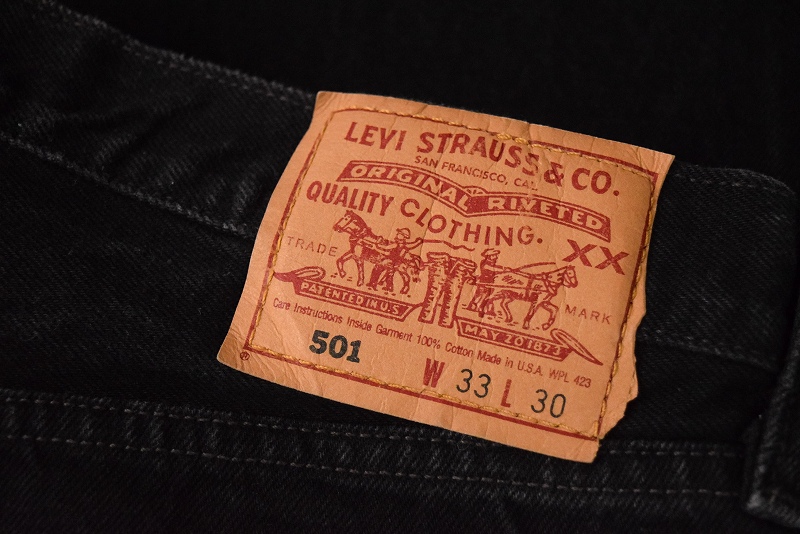 LEVI STRAUSS & CO.
SAN FRANCISCO, CAL.
ORIGINAL RIVETED
QUALITY CLOTHING.
XX
TRADE MARK
PATENTED IN U.S
MAY 20 1873
Care Instructions Inside Garment 100% Cotton Made in U.S.A. WPL 423
501 W 33 L 30
®